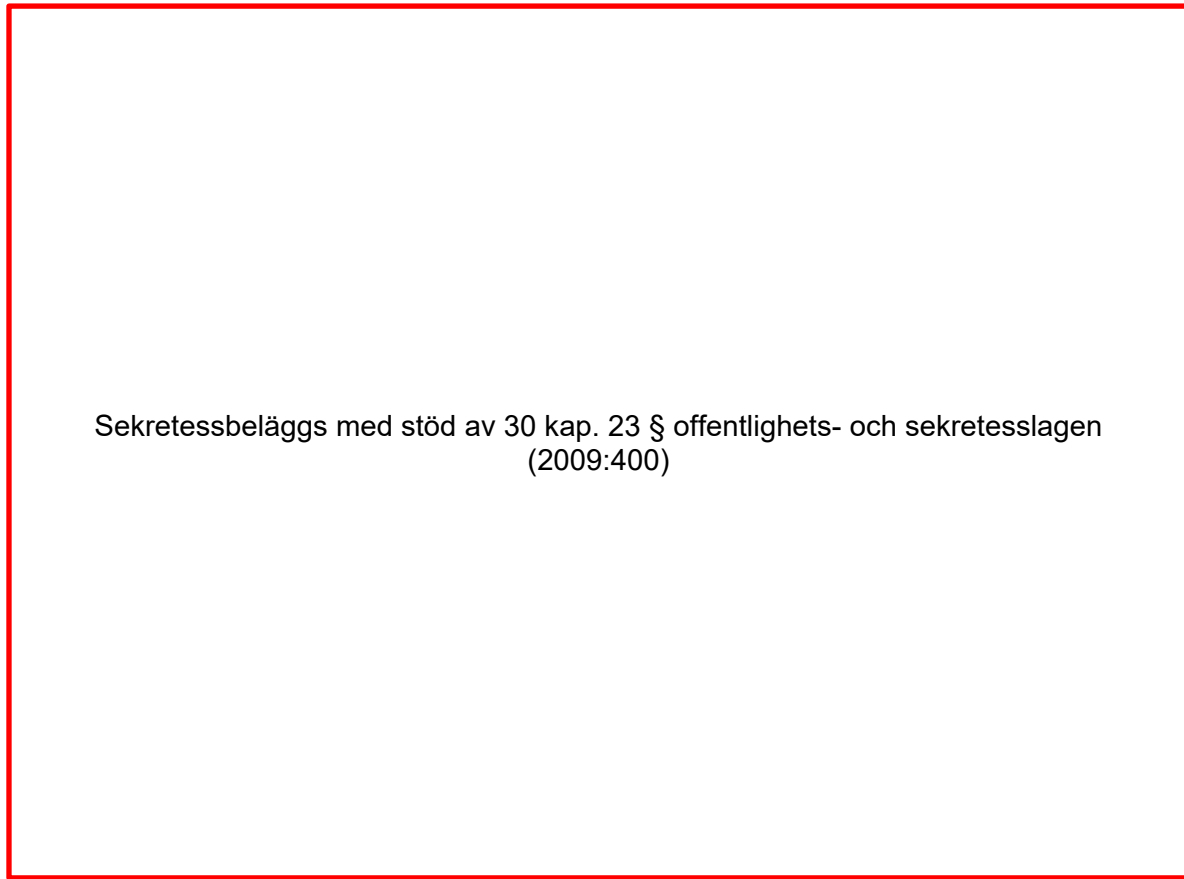 Sekretessbeläggs med stöd av 30 kap. 23 § offentlighets- och sekretesslagen
(2009:400)